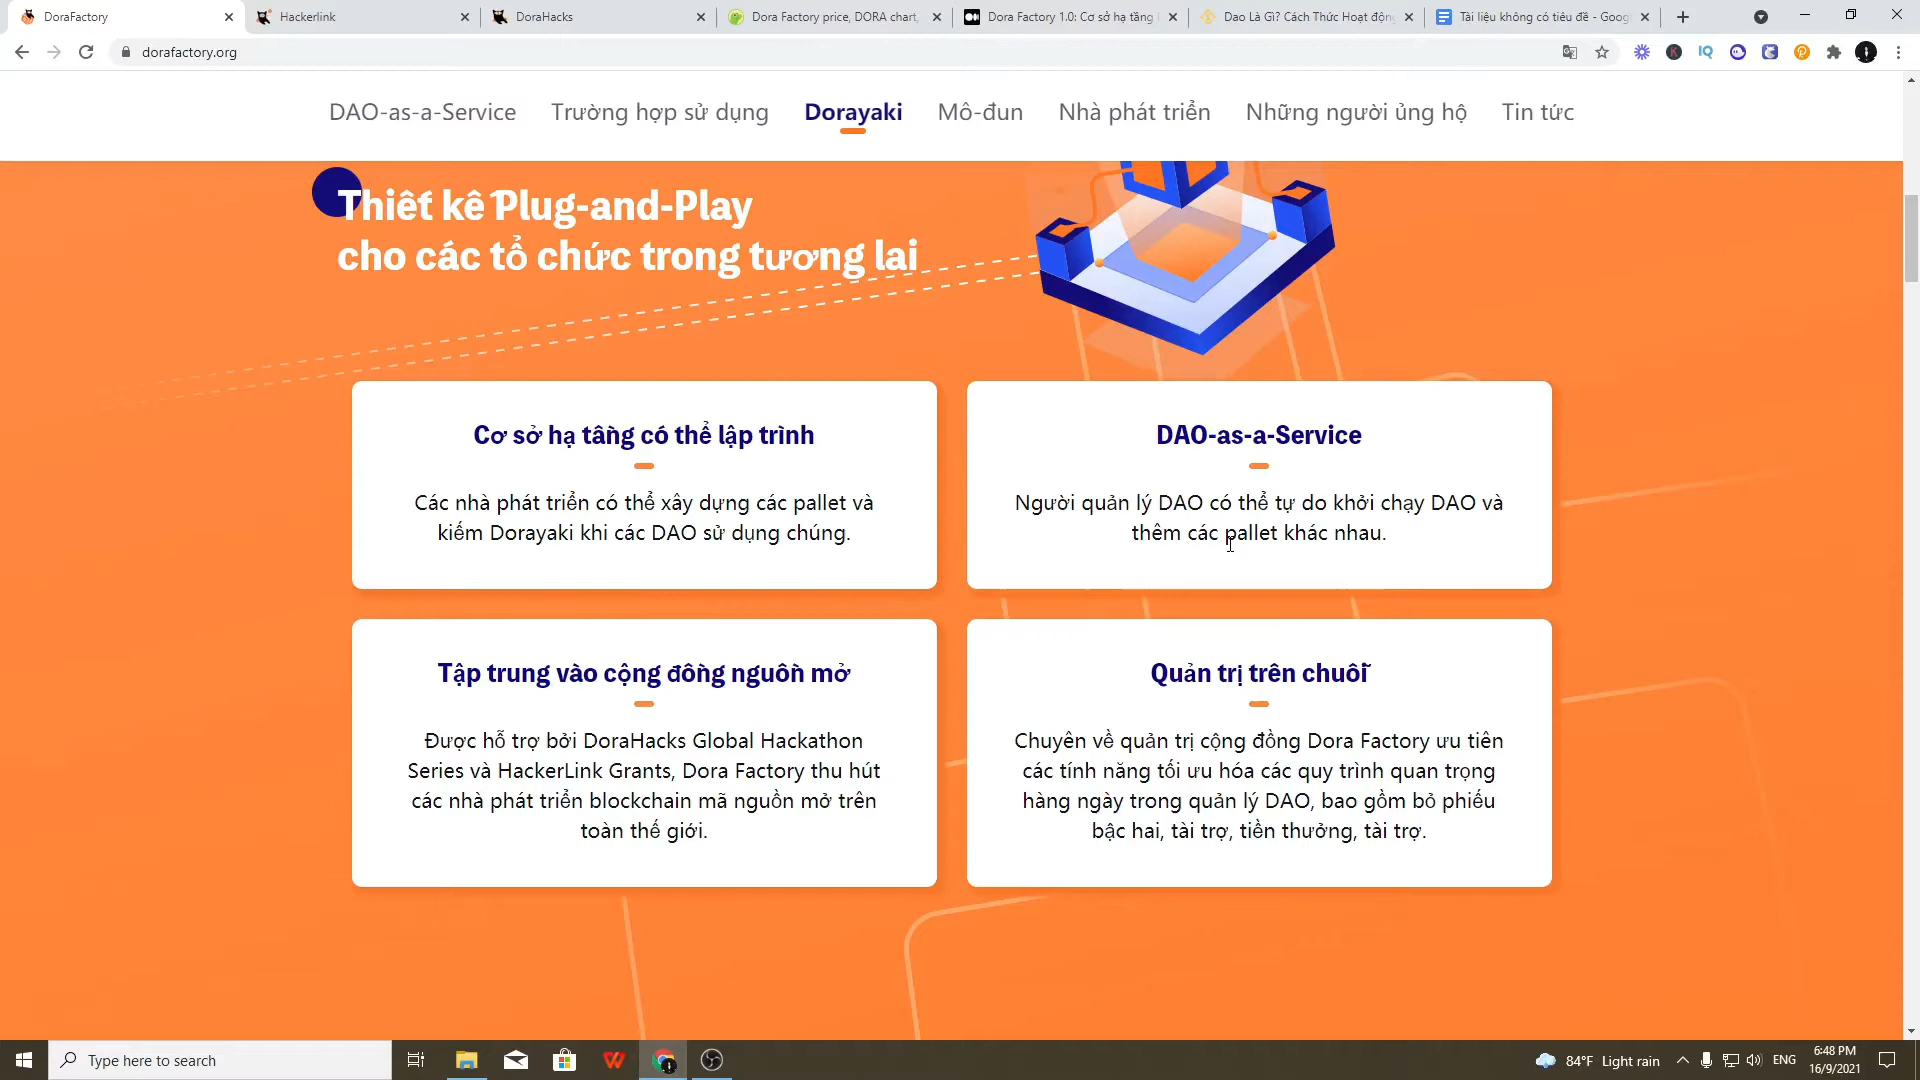 DoraFactory
Hackerlink
DoraHacks
Dora Factory price, DORA chart,
Dora Factory 1.0: Cơ sở hạ tầng
Dao Là Gì? Cách Thức Hoạt động
Tài liệu không có tiêu đề - Goog
dorafactory.org
DAO-as-a-Service
Trường hợp sử dụng
Dorayaki
Mô-đun
Nhà phát triển
Những người ủng hộ
Tin tức
Thiết kế Plug-and-Play
cho các tổ chức trong tương lai
Cơ sở hạ tầng có thể lập trình
Các nhà phát triển có thể xây dựng các pallet và
kiếm Dorayaki khi các DAO sử dụng chúng.
DAO-as-a-Service
Người quản lý DAO có thể tự do khởi chạy DAO và
thêm các pallet khác nhau.
Tập trung vào cộng đồng nguồn mở
Được hỗ trợ bởi DoraHacks Global Hackathon
Series và HackerLink Grants, Dora Factory thu hút
các nhà phát triển blockchain mã nguồn mở trên
toàn thế giới.
Quản trị trên chuỗi
Chuyên về quản trị cộng đồng Dora Factory ưu tiên
các tính năng tối ưu hóa các quy trình quan trọng
hàng ngày trong quản lý DAO, bao gồm bỏ phiếu
bậc hai, tài trợ, tiền thưởng, tài trợ.
Type here to search
84°F Light rain
ENG
6:48 PM
16/9/2021